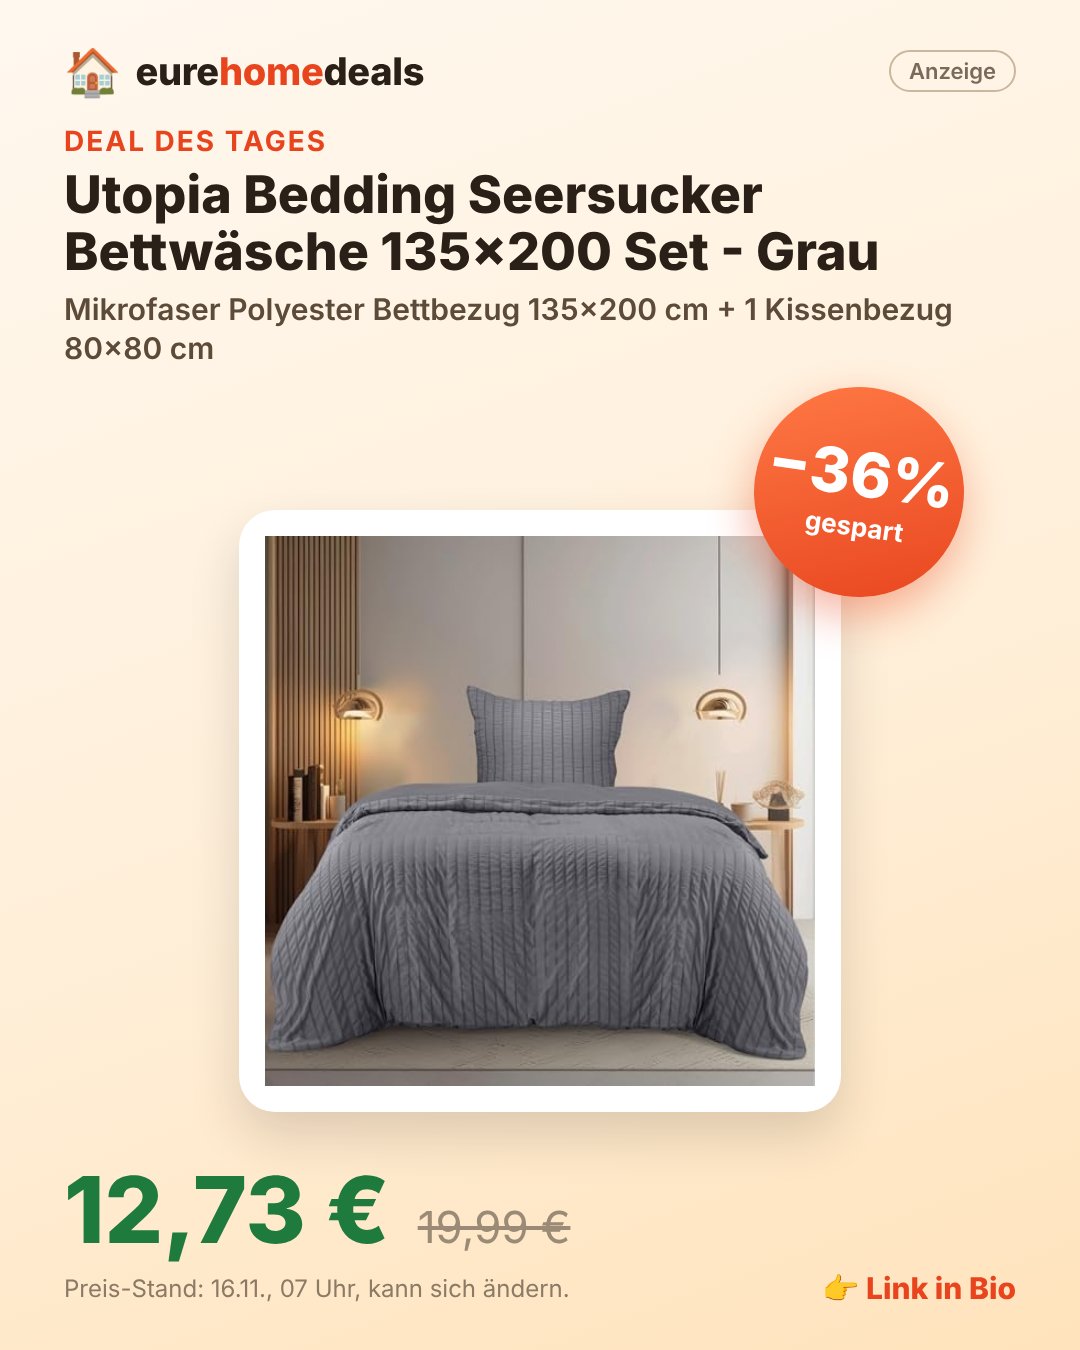 eurehomedeals
Anzeige
DEAL DES TAGES
Utopia Bedding Seersucker
Bettwäsche 135×200 Set - Grau
Mikrofaser Polyester Bettbezug 135×200 cm + 1 Kissenbezug
80×80 cm
−36%
gespart
12,73 € 19,99 €
Preis-Stand: 16.11., 07 Uhr, kann sich ändern.
👉 Link in Bio